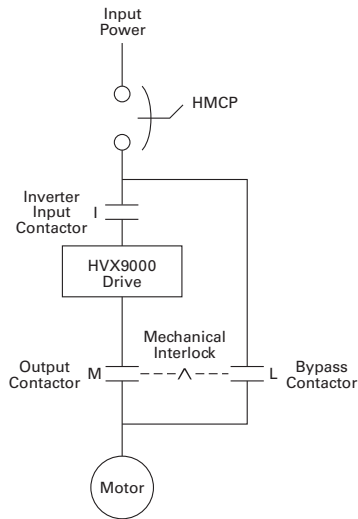 Input
Power
HMCP
Inverter
Input
Contactor
I
HVX9000
Drive
Mechanical
Interlock
Output
Contactor
M
L
Bypass
Contactor
Motor